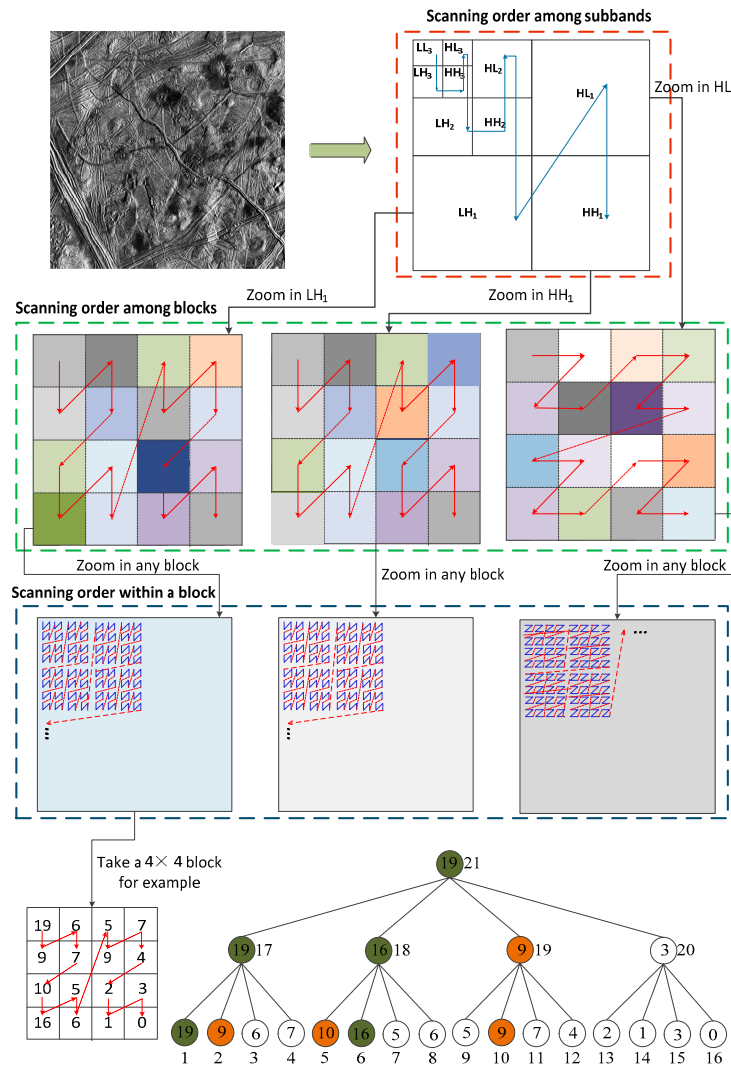 Scanning order among subbands
LL3 HL3
LH3 HH3
HL2
LH2 HH2
HL1
LH1 HH1
Zoom in HL
Zoom in LH1
Zoom in HH1
Scanning order among blocks
Zoom in any block
Zoom in any block
Zoom in any block
Scanning order within a block
...
...
...
Take a 4× 4 block
for example
19 6 5 7
9 7 9 4
10 5 2 3
16 6 1 0
19 21
19 17 16 18 9 19 3 20
19 9 6 7 10 16 5 6 5 9 7 4 2 1 3 0
1 2 3 4 5 6 7 8 9 10 11 12 13 14 15 16